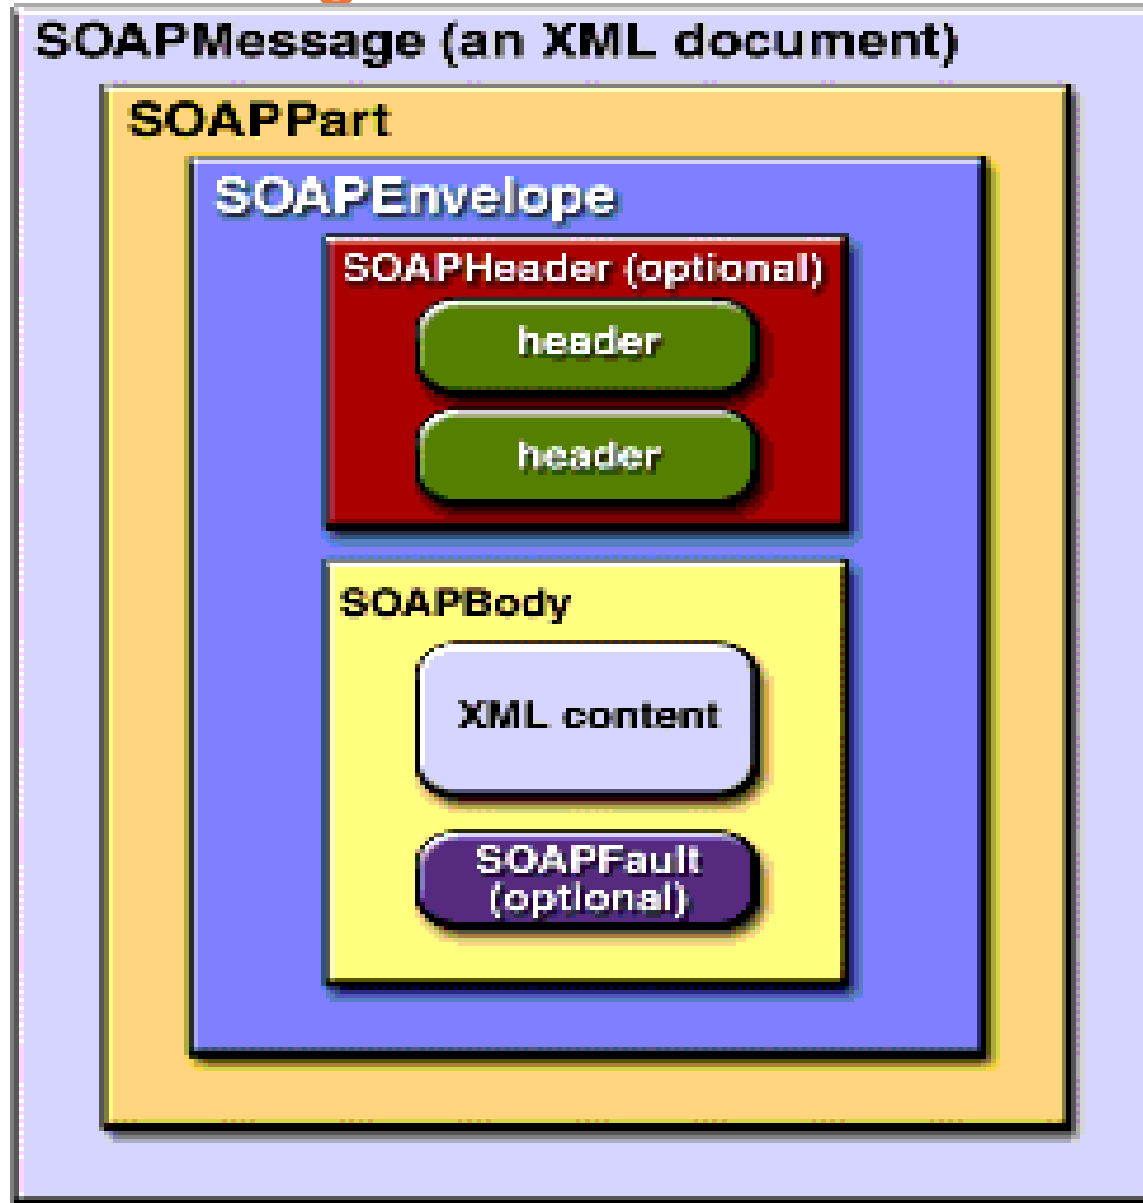 SOAPMessage (an XML document)
SOAPPart
SOAPEnvelope
SOAPHeader (optional)
header
header
SOAPBody
XML content
SOAPFault
(optional)